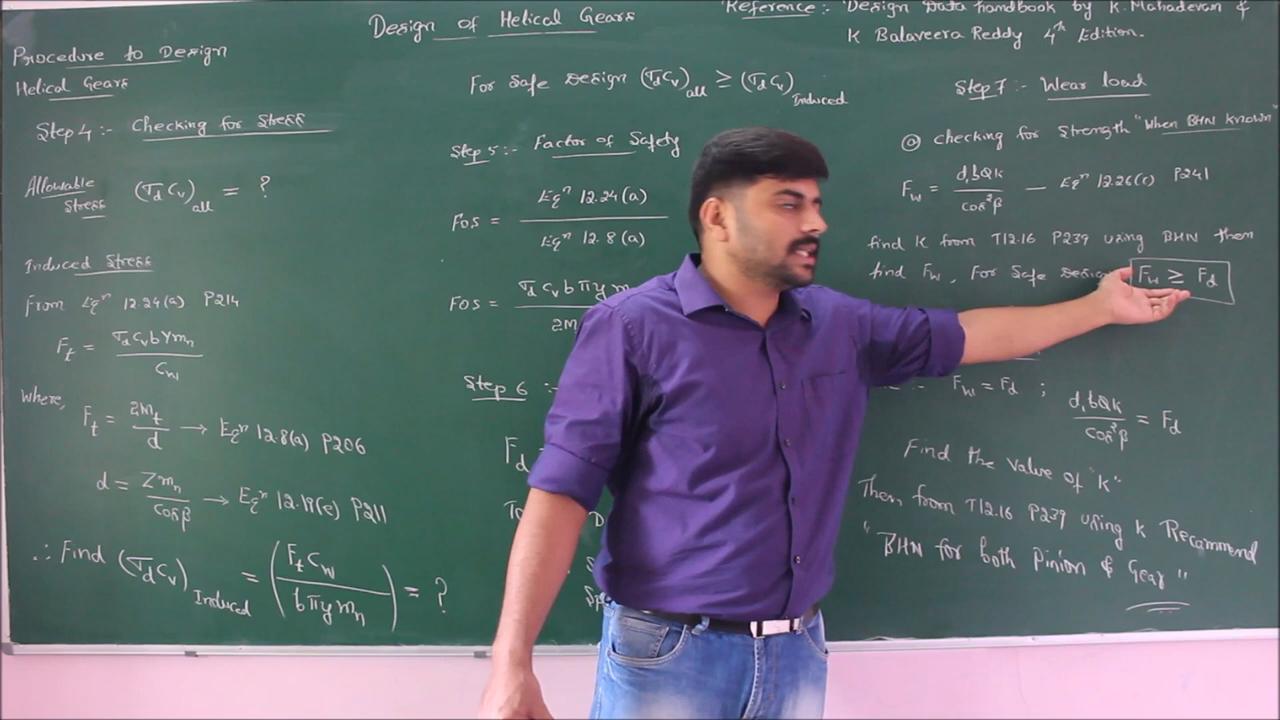 Design of Helical Gears
Reference:- Design Data handbook by K. Mahadevan &
K Balaveera Reddy 4th Edition.
Procedure to Design
Helical Gears
Step 4:- Checking for Stress
Allowable Stress (σd Cv)all = ?
Induced Stress
From Eqn 12.24(a) P214
Ft = σd Cv b Y mn / Cw
where,
Ft = 2Mt / d → Eqn 12.8(a) P206
d = Z mn / cosβ → Eqn 12.18(e) P211
∴ Find (σd Cv)Induced = (Ft Cw / b π y mn) = ?
For Safe Design (σd Cv)all ≥ (σd Cv)Induced
Step 5:- Factor of Safety
FOS = Eqn 12.24(a) / Eqn 12.8(a)
FOS = σd Cv b π y m / 2M
Step 6 :-
Fd =
Step 7:- Wear load
@ Checking for Strength "When BHN known"
Fw = d1 b Q K / cos²β — Eqn 12.26(c) P241
find K from T12.16 P239 using BHN then
find Fw, For Safe Design Fw ≥ Fd
Fw = Fd ; d1 b Q K / cos²β = Fd
Find the value of "K"
Then from T12.16 P239 using K Recommend
"BHN for both Pinion & Gear"